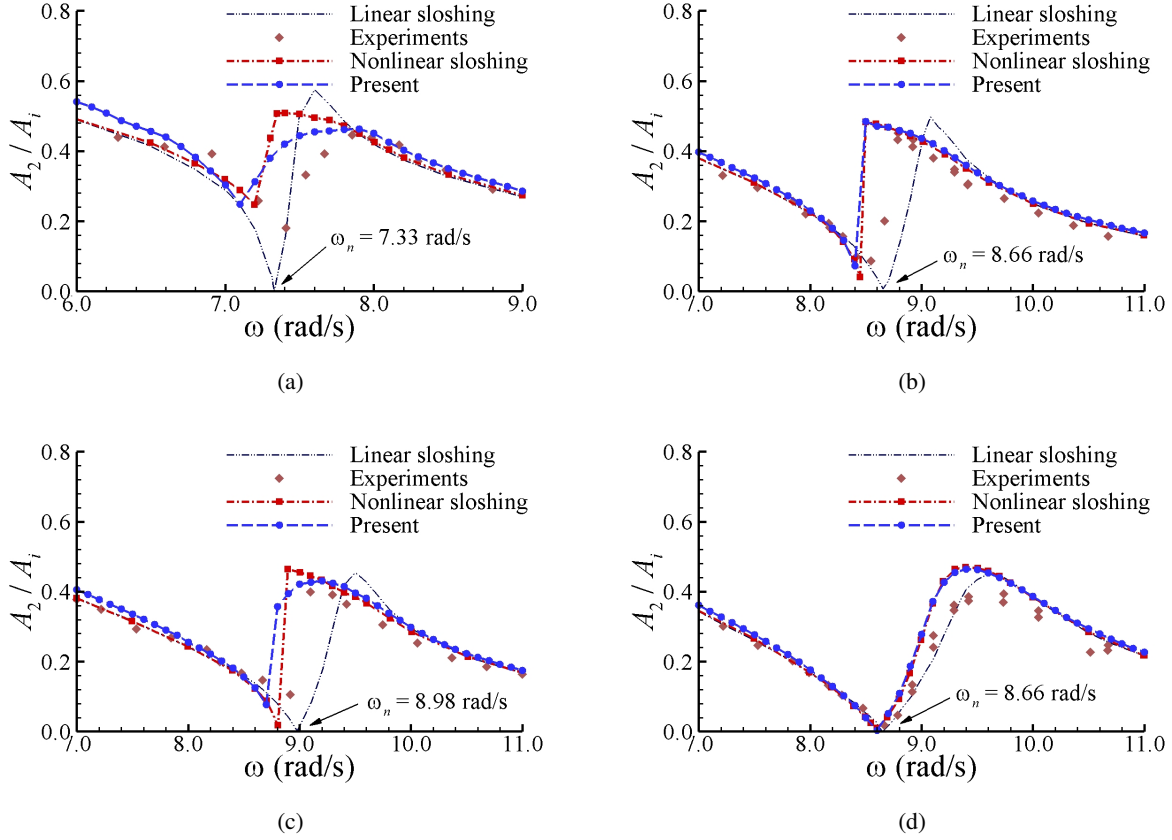 Linear sloshing
Experiments
Nonlinear sloshing
Present
0.8
0.6
0.4
0.2
0.0
A₂ / Aᵢ
ωₙ = 7.33 rad/s
6.0 7.0 8.0 9.0
ω (rad/s)
(a)
Linear sloshing
Experiments
Nonlinear sloshing
Present
0.8
0.6
0.4
0.2
0.0
A₂ / Aᵢ
ωₙ = 8.66 rad/s
7.0 8.0 9.0 10.0 11.0
ω (rad/s)
(b)
Linear sloshing
Experiments
Nonlinear sloshing
Present
0.8
0.6
0.4
0.2
0.0
A₂ / Aᵢ
ωₙ = 8.98 rad/s
7.0 8.0 9.0 10.0 11.0
ω (rad/s)
(c)
Linear sloshing
Experiments
Nonlinear sloshing
Present
0.8
0.6
0.4
0.2
0.0
A₂ / Aᵢ
ωₙ = 8.66 rad/s
7.0 8.0 9.0 10.0 11.0
ω (rad/s)
(d)